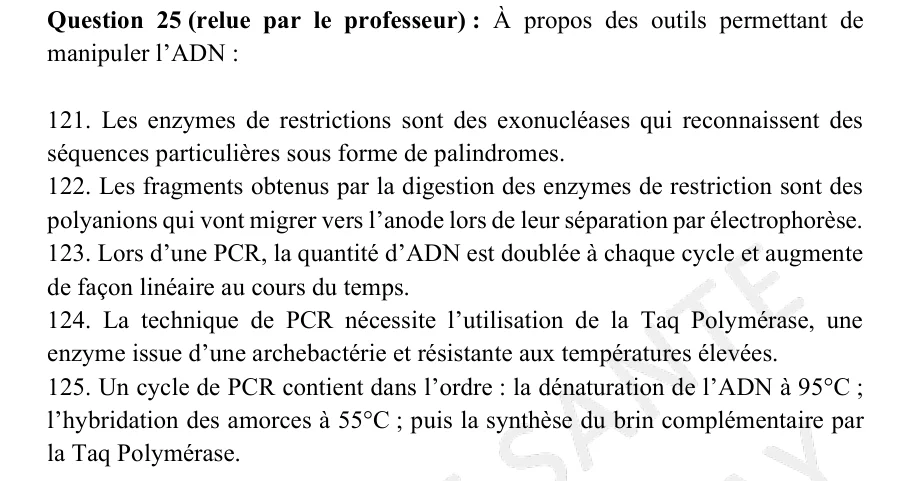 Question 25 (relue par le professeur) : À propos des outils permettant de
manipuler l’ADN :
121. Les enzymes de restrictions sont des exonucléases qui reconnaissent des
séquences particulières sous forme de palindromes.
122. Les fragments obtenus par la digestion des enzymes de restriction sont des
polyanions qui vont migrer vers l’anode lors de leur séparation par électrophorèse.
123. Lors d’une PCR, la quantité d’ADN est doublée à chaque cycle et augmente
de façon linéaire au cours du temps.
124. La technique de PCR nécessite l’utilisation de la Taq Polymérase, une
enzyme issue d’une archebactérie et résistante aux températures élevées.
125. Un cycle de PCR contient dans l’ordre : la dénaturation de l’ADN à 95°C ;
l’hybridation des amorces à 55°C ; puis la synthèse du brin complémentaire par
la Taq Polymérase.
SANTE